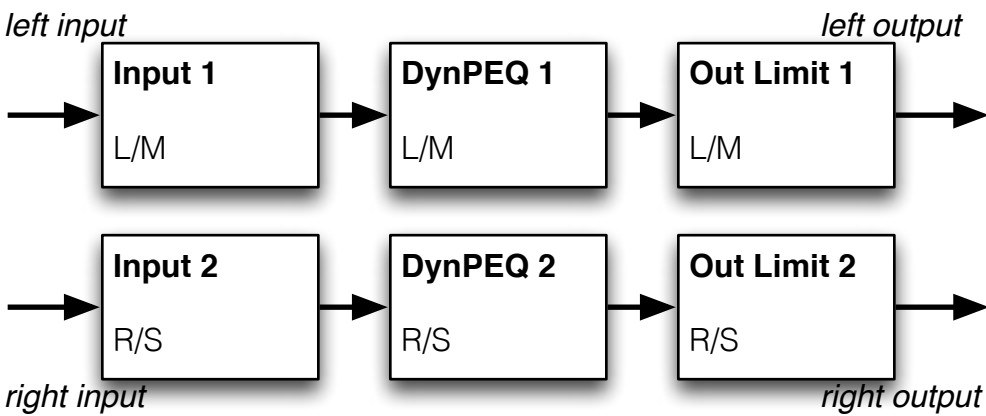 left input
left output
Input 1
L/M
DynPEQ 1
L/M
Out Limit 1
L/M
Input 2
R/S
DynPEQ 2
R/S
Out Limit 2
R/S
right input
right output